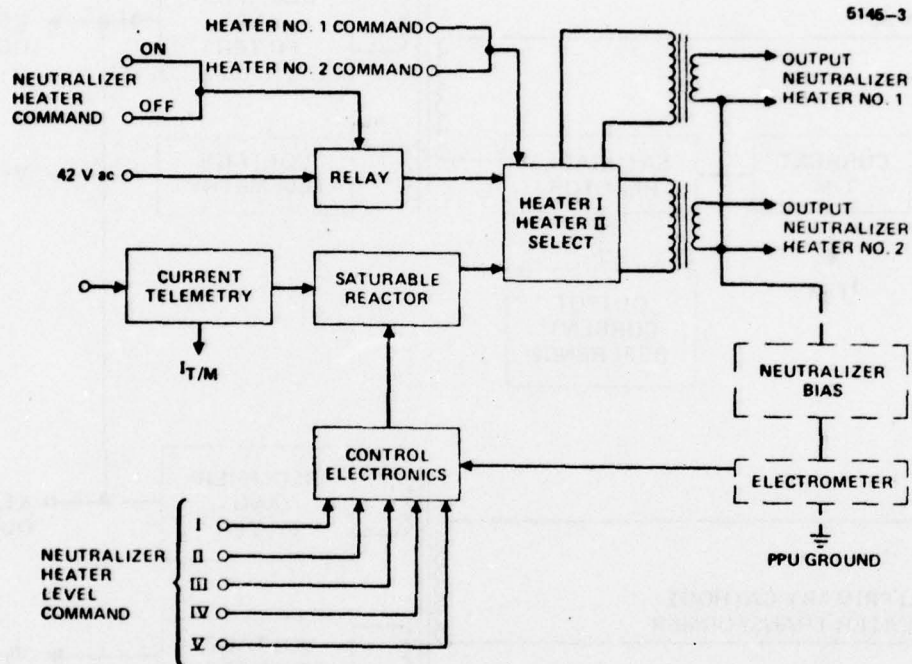 5146-3
HEATER NO. 1 COMMAND
HEATER NO. 2 COMMAND
ON
NEUTRALIZER
HEATER
COMMAND
OFF
42 V ac
RELAY
HEATER I
HEATER II
SELECT
OUTPUT
NEUTRALIZER
HEATER NO. 1
OUTPUT
NEUTRALIZER
HEATER NO. 2
CURRENT
TELEMETRY
SATURABLE
REACTOR
I T/M
NEUTRALIZER
BIAS
CONTROL
ELECTRONICS
ELECTROMETER
PPU GROUND
NEUTRALIZER
HEATER
LEVEL
COMMAND
I
II
III
IV
V